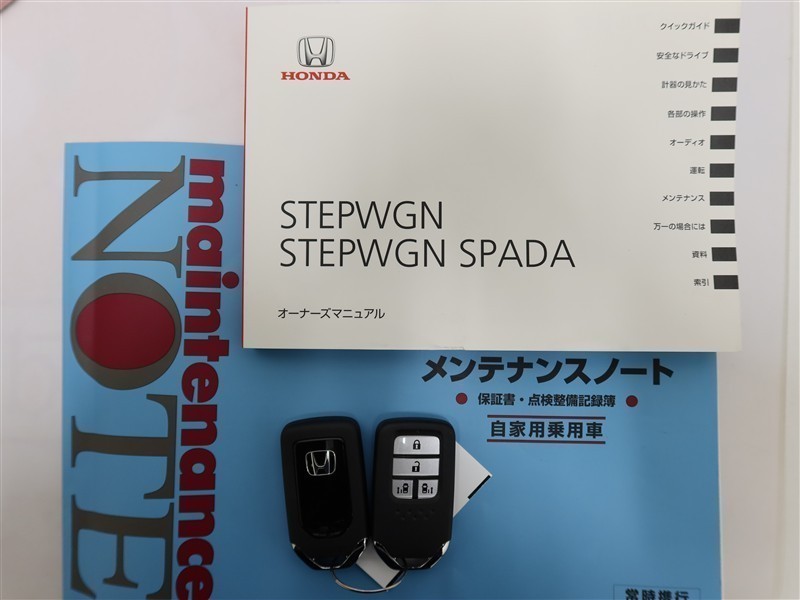 HONDA
STEPWGN
STEPWGN SPADA
オーナーズマニュアル
クイックガイド
安全なドライブ
計器の見かた
各部の操作
オーディオ
運転
メンテナンス
万一の場合には
資料
索引
maintenance
NOTE
メンテナンスノート
● 保証書・点検整備記録簿 ●
自家用乗用車
常時携行